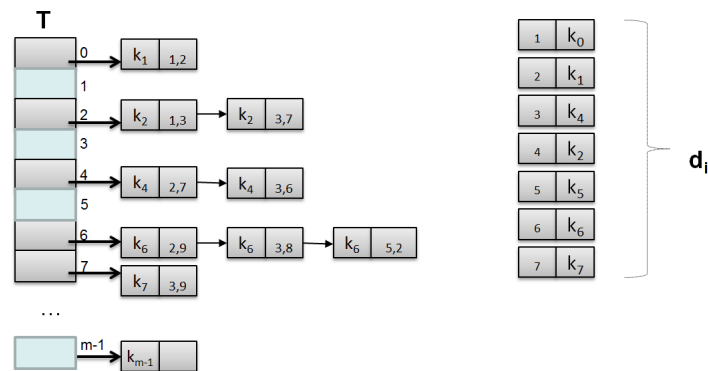 T
0 k1 1,2
1
2 k2 1,3 k2 3,7
3
4 k4 2,7 k4 3,6
5
6 k6 2,9 k6 3,8 k6 5,2
7 k7 3,9
...
m-1 km-1
1 k0
2 k1
3 k4
4 k2
5 k5
6 k6
7 k7
di